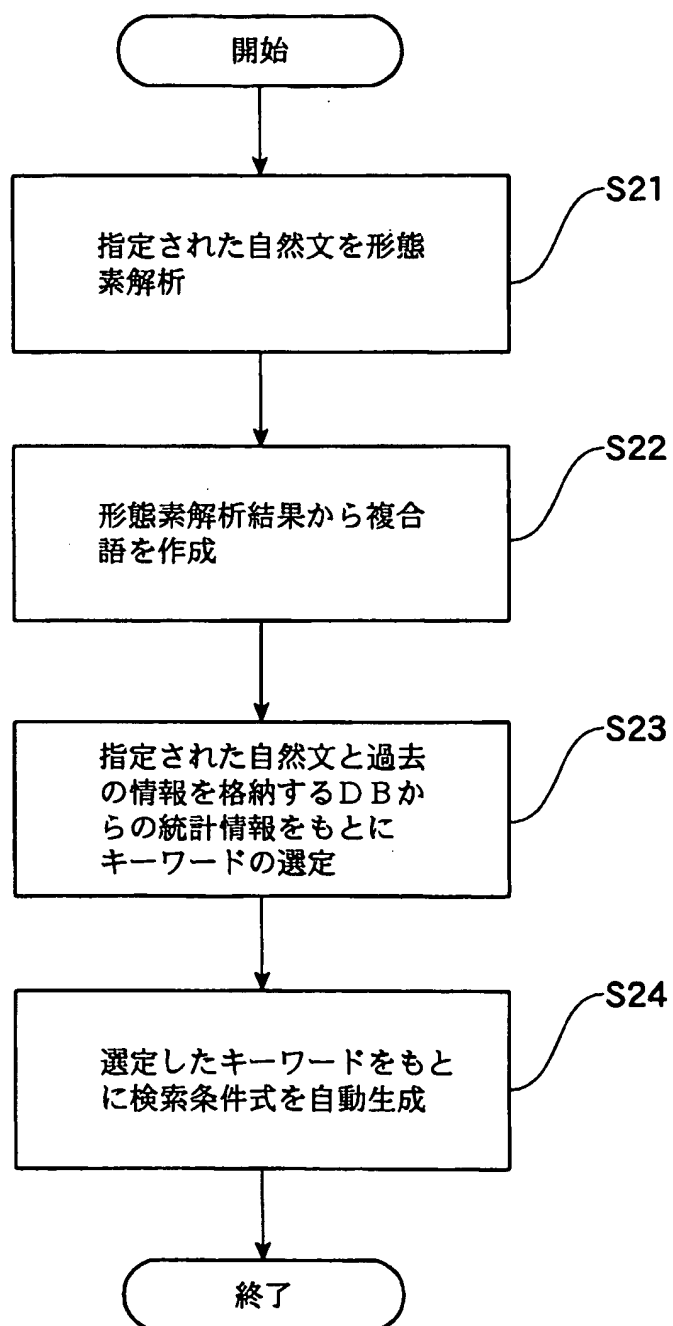 開始
S21
指定された自然文を形態
素解析
S22
形態素解析結果から複合
語を作成
S23
指定された自然文と過去
の情報を格納するDBか
らの統計情報をもとに
キーワードの選定
S24
選定したキーワードをもと
に検索条件式を自動生成
終了